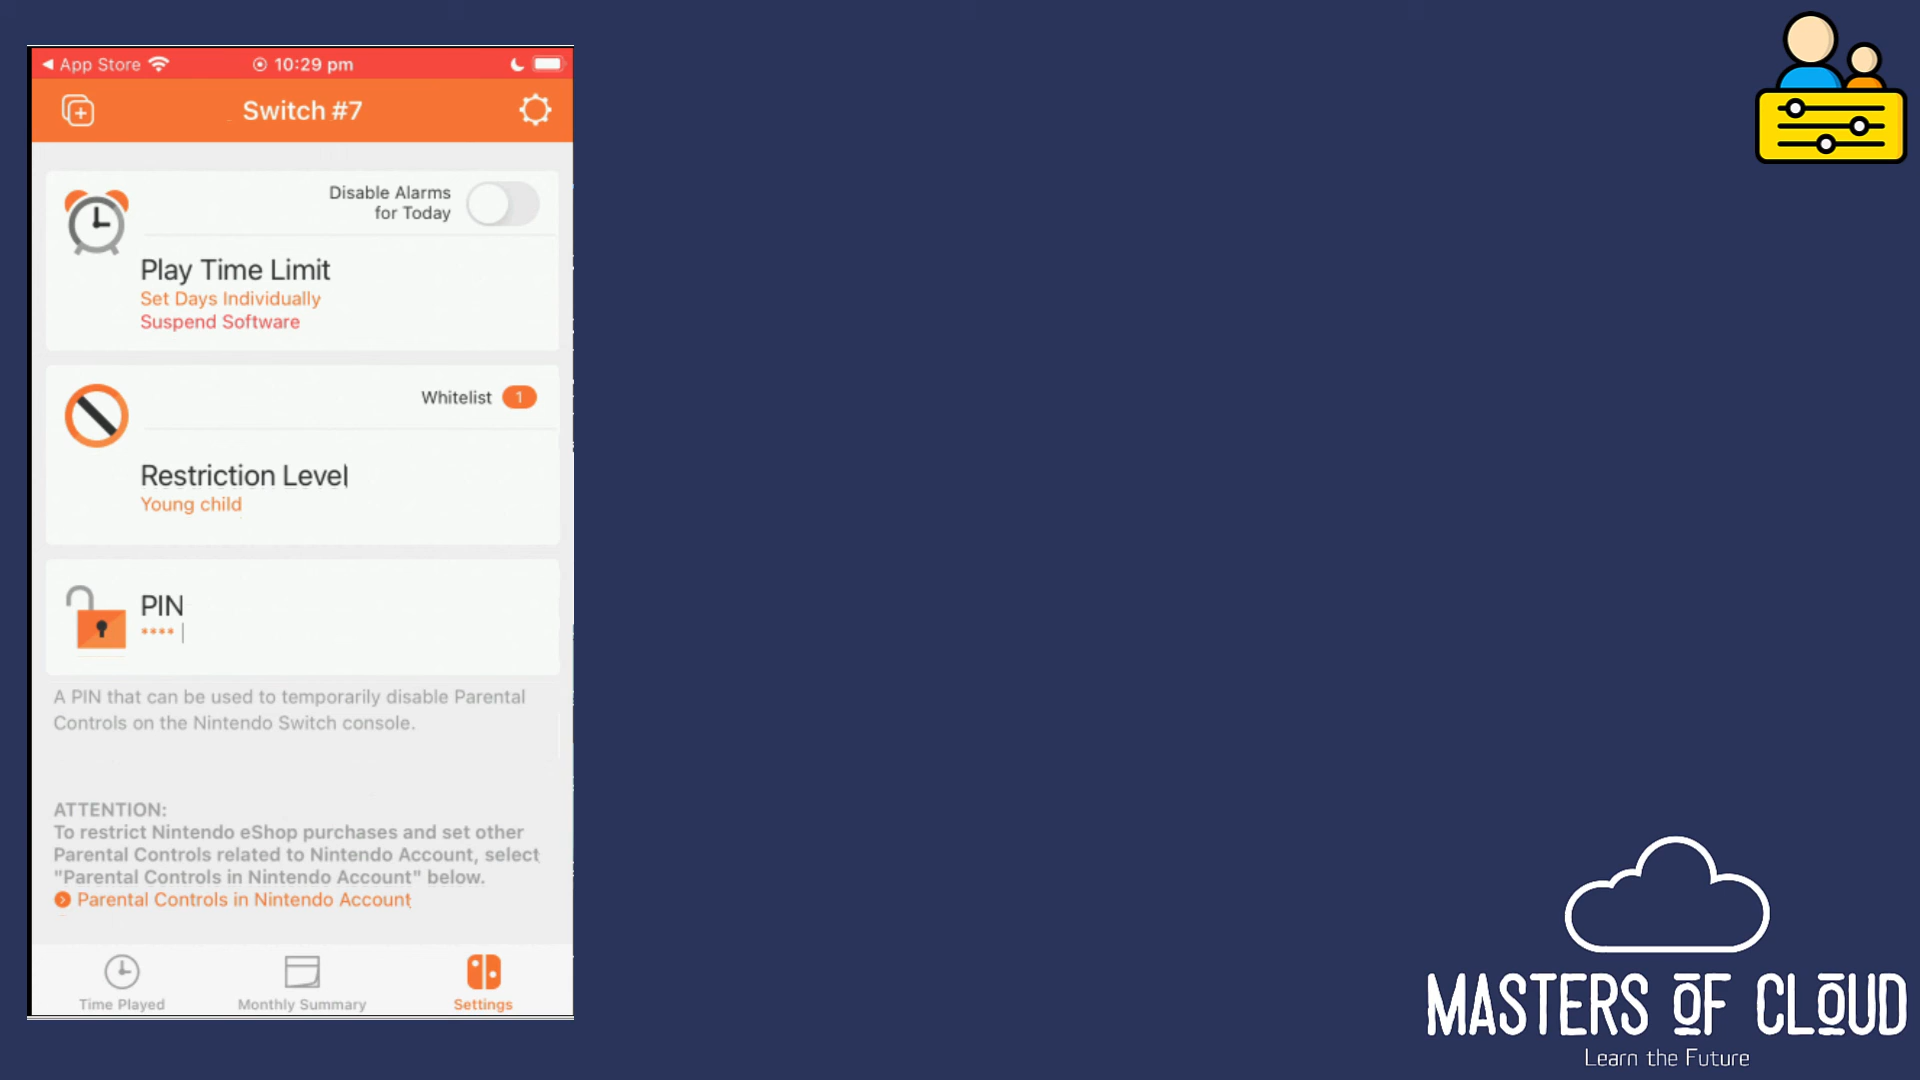 App Store
10:29 pm
Switch #7
Disable Alarms
for Today
Play Time Limit
Set Days Individually
Suspend Software
Whitelist 1
Restriction Level
Young child
PIN
****
A PIN that can be used to temporarily disable Parental
Controls on the Nintendo Switch console.
ATTENTION:
To restrict Nintendo eShop purchases and set other
Parental Controls related to Nintendo Account, select
"Parental Controls in Nintendo Account" below.
Parental Controls in Nintendo Account
Time Played
Monthly Summary
Settings
MASTERS OF CLOUD
Learn the Future